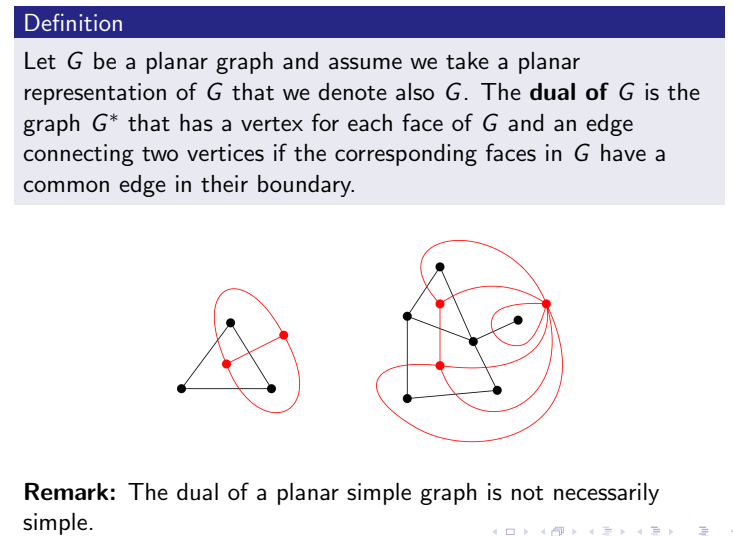 Definition
Let G be a planar graph and assume we take a planar
representation of G that we denote also G. The dual of G is the
graph G* that has a vertex for each face of G and an edge
connecting two vertices if the corresponding faces in G have a
common edge in their boundary.
Remark: The dual of a planar simple graph is not necessarily
simple.